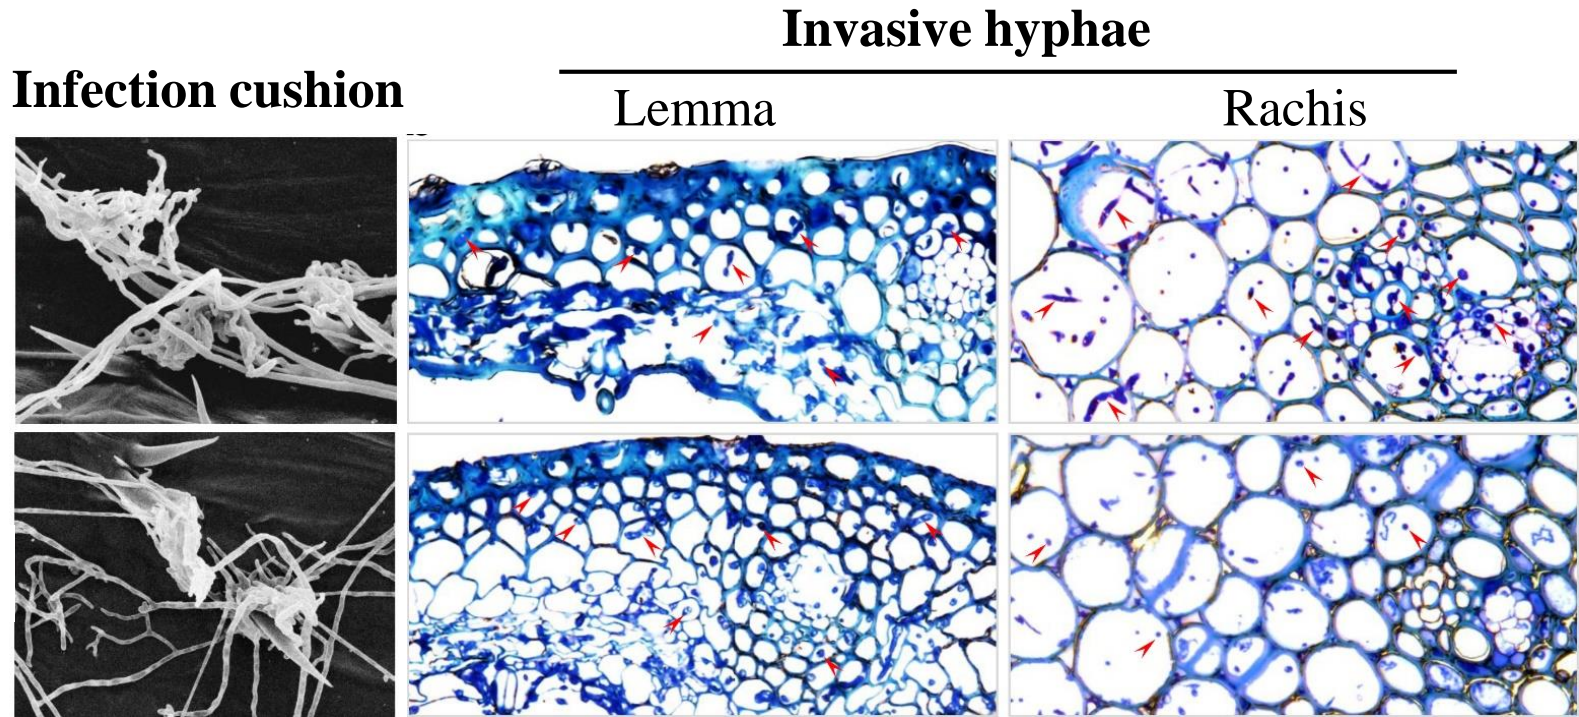 Invasive hyphae
Infection cushion
Lemma
Rachis